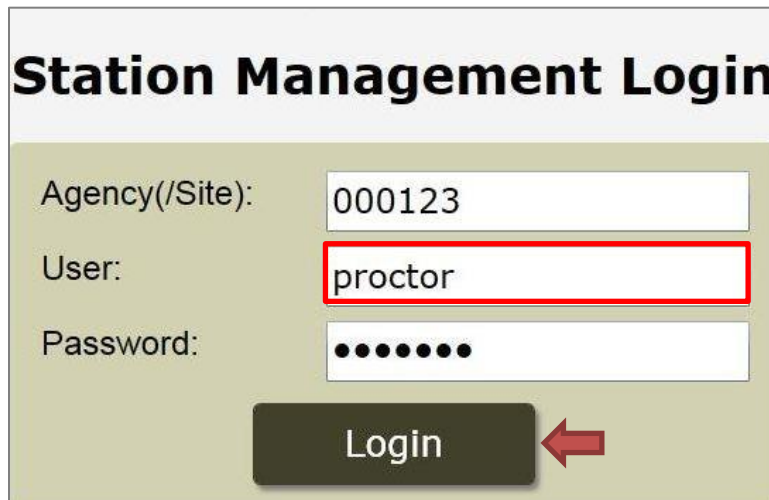 Station Management Login
Agency(/Site): 000123
User: proctor
Password: •••••••
Login